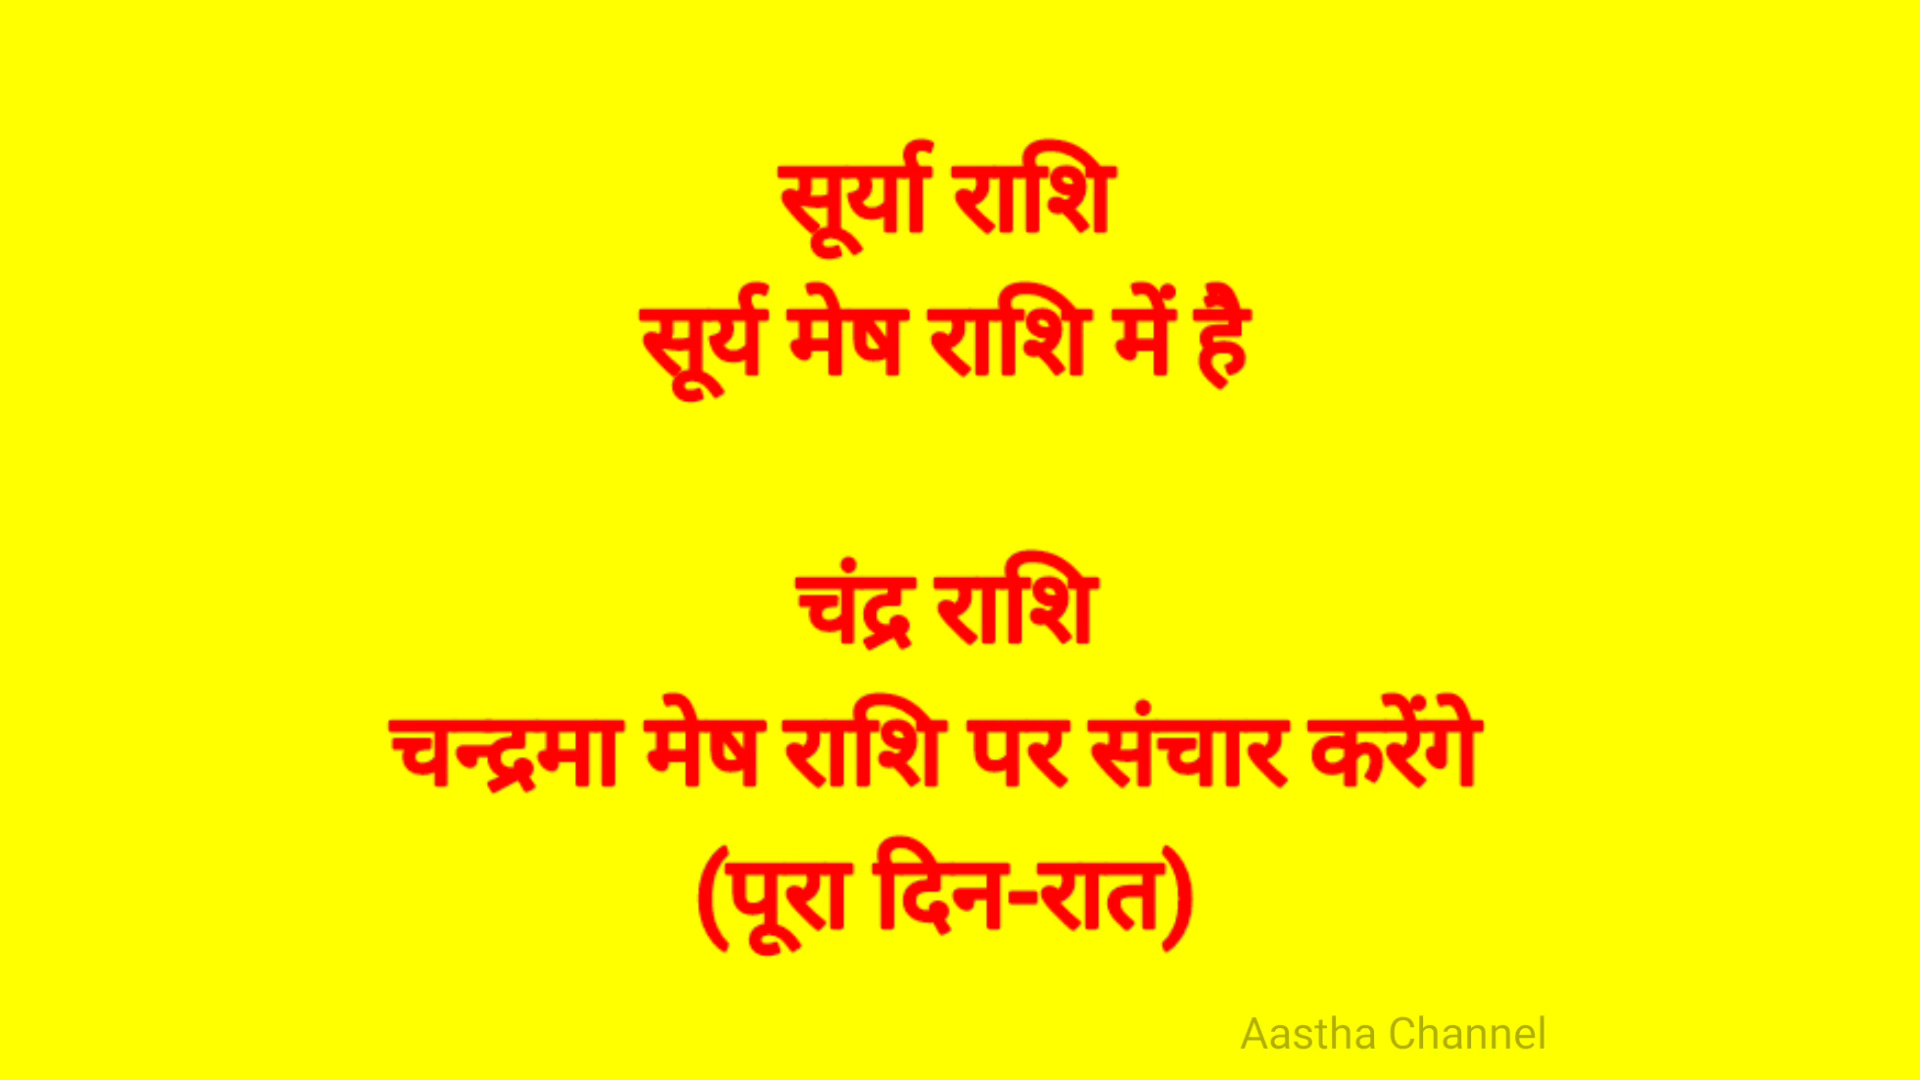 सूर्या राशि
सूर्य मेष राशि में है
चंद्र राशि
चन्द्रमा मेष राशि पर संचार करेंगे
(पूरा दिन-रात)
Aastha Channel